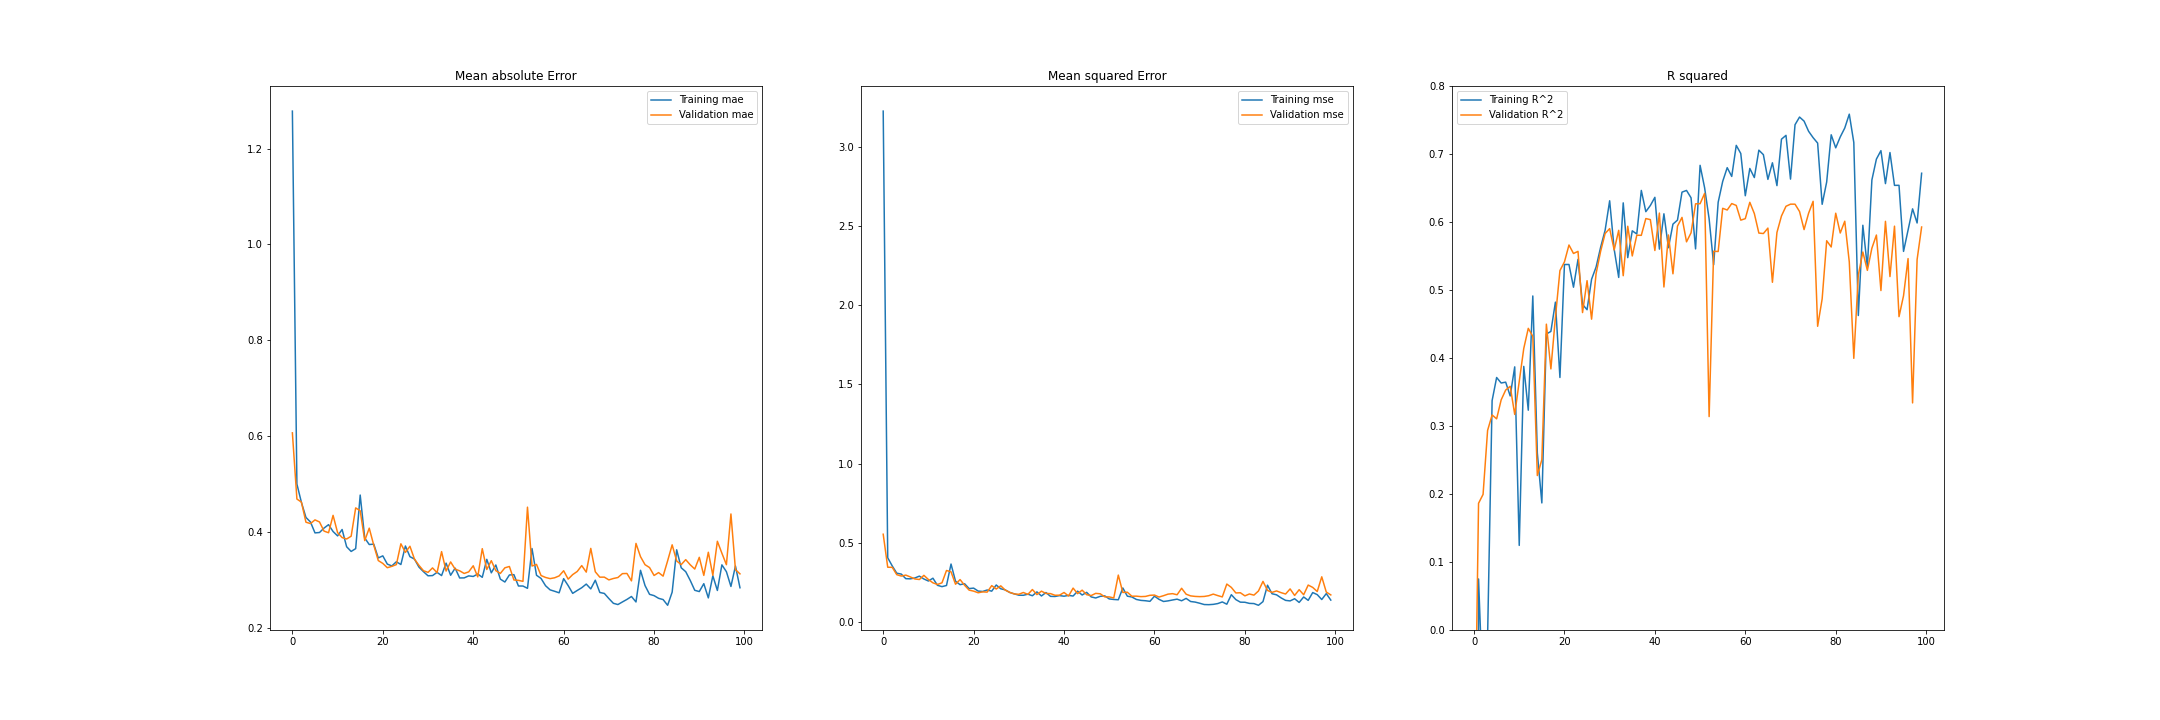 Mean absolute Error
Training mae
Validation mae
1.2
1.0
0.8
0.6
0.4
0.2
0 20 40 60 80 100
Mean squared Error
Training mse
Validation mse
3.0
2.5
2.0
1.5
1.0
0.5
0.0
0 20 40 60 80 100
R squared
Training R^2
Validation R^2
0.8
0.7
0.6
0.5
0.4
0.3
0.2
0.1
0.0
0 20 40 60 80 100